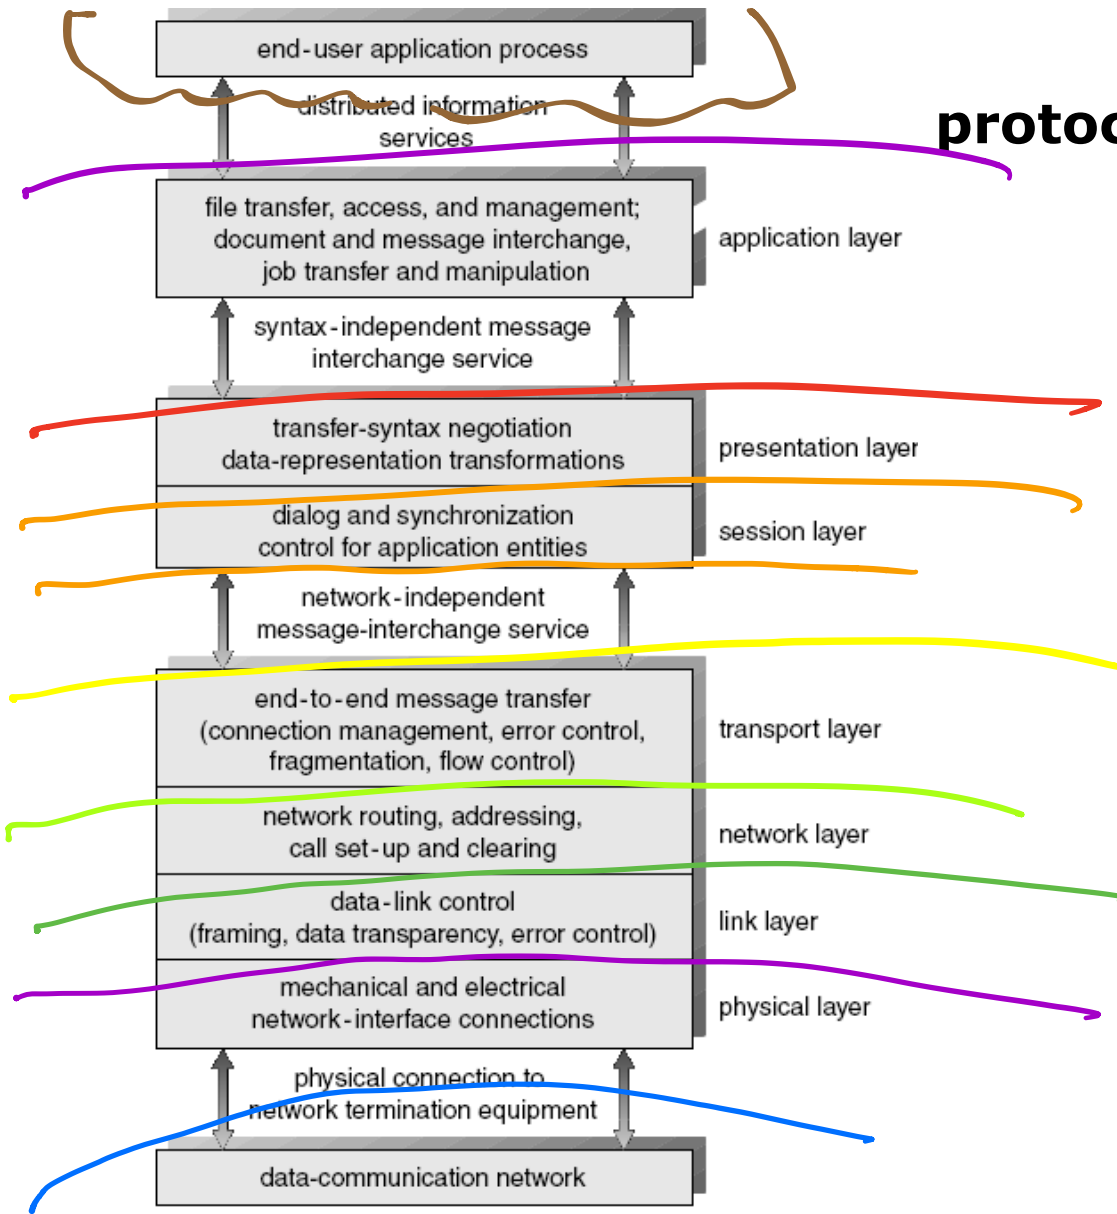 end-user application process
distributed information
services
protoc
file transfer, access, and management;
document and message interchange,
job transfer and manipulation
application layer
syntax-independent message
interchange service
transfer-syntax negotiation
data-representation transformations
presentation layer
dialog and synchronization
control for application entities
session layer
network-independent
message-interchange service
end-to-end message transfer
(connection management, error control,
fragmentation, flow control)
transport layer
network routing, addressing,
call set-up and clearing
network layer
data-link control
(framing, data transparency, error control)
link layer
mechanical and electrical
network-interface connections
physical layer
physical connection to
network termination equipment
data-communication network